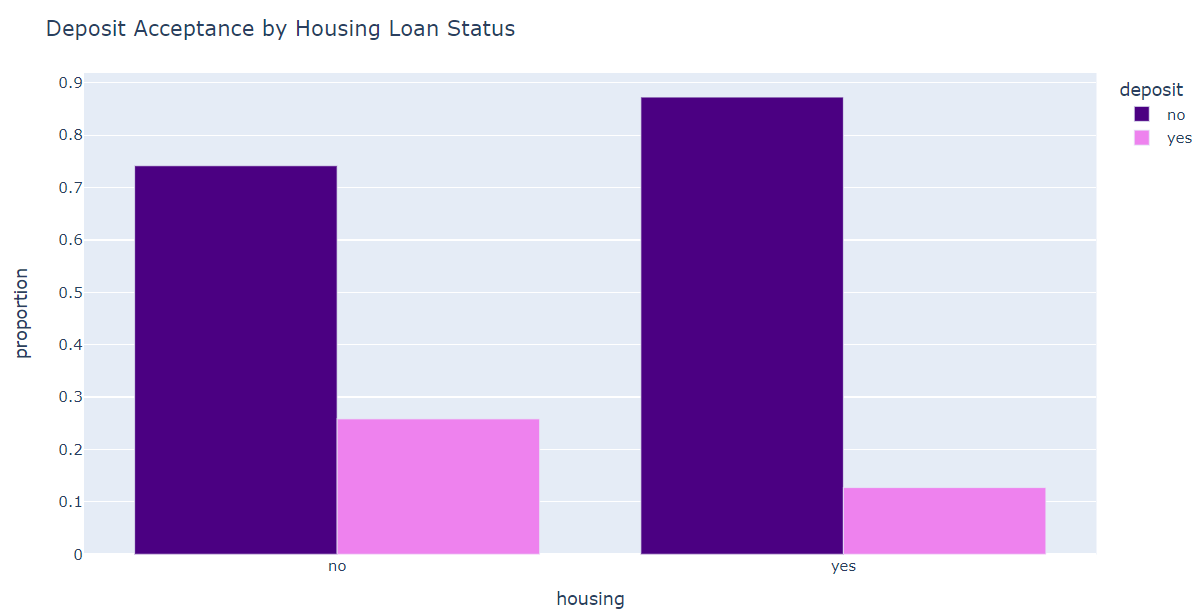 Deposit Acceptance by Housing Loan Status
deposit
no
yes
proportion
0.9
0.8
0.7
0.6
0.5
0.4
0.3
0.2
0.1
0
no
yes
housing